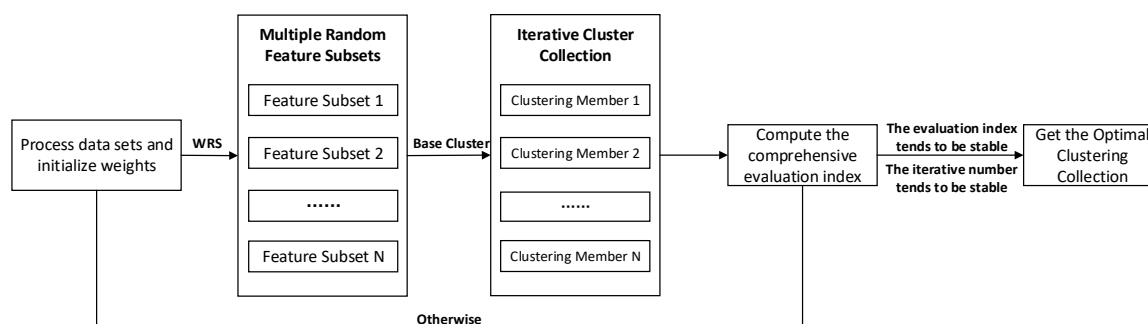 Process data sets and
initialize weights
WRS
Multiple Random
Feature Subsets
Feature Subset 1
Feature Subset 2
......
Feature Subset N
Base Cluster
Iterative Cluster
Collection
Clustering Member 1
Clustering Member 2
......
Clustering Member N
Compute the
comprehensive
evaluation index
The evaluation index
tends to be stable
The iterative number
tends to be stable
Get the Optimal
Clustering
Collection
Otherwise